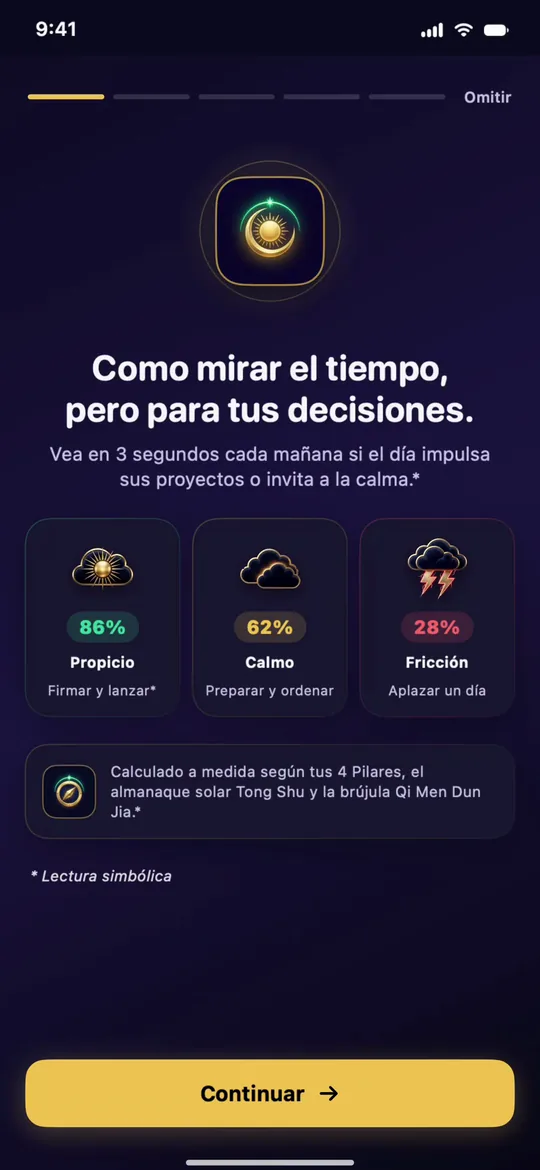 9:41
Omitir
Como mirar el tiempo,
pero para tus decisiones.
Vea en 3 segundos cada mañana si el día impulsa
sus proyectos o invita a la calma.*
86%
Propicio
Firmar y lanzar*
62%
Calmo
Preparar y ordenar
28%
Fricción
Aplazar un día
Calculado a medida según tus 4 Pilares, el
almanaque solar Tong Shu y la brújula Qi Men Dun
Jia.*
* Lectura simbólica
Continuar →